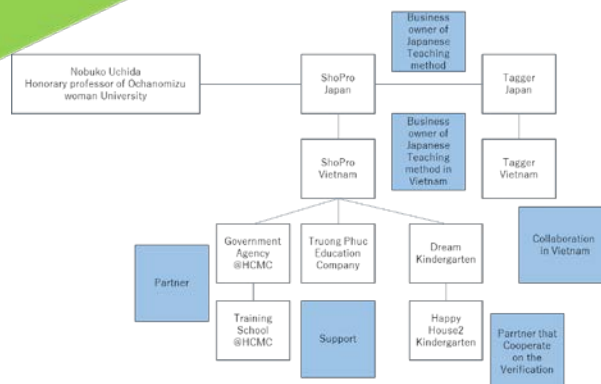 Business
owner of
Japanese
Teaching
method
Nobuko Uchida
Honorary professor of Ochanomizu
woman University
ShoPro
Japan
Tagger
Japan
Business
owner of
Japanese
Teaching
method in
Vietnam
ShoPro
Vietnam
Tagger
Vietnam
Government
Agency
@HCMC
Truong Phuc
Education
Company
Dream
Kindergarten
Collaboration
in Vietnam
Partner
Training
School
@HCMC
Support
Happy
House2
Kindergarten
Parrtner that
Cooperate
on the
Verification